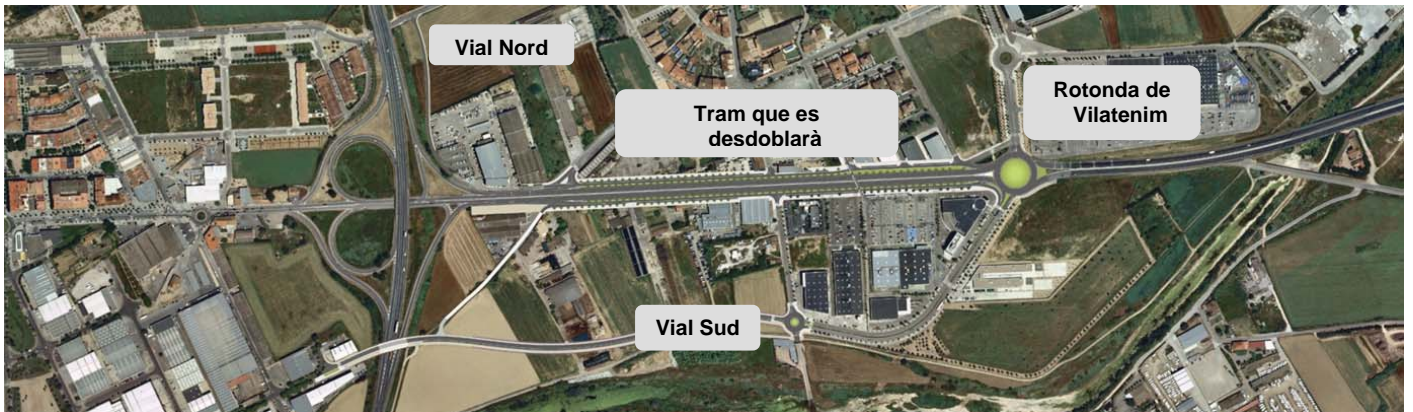 Vial Nord
Tram que es
desdoblarà
Rotonda de
Vilatenim
Vial Sud